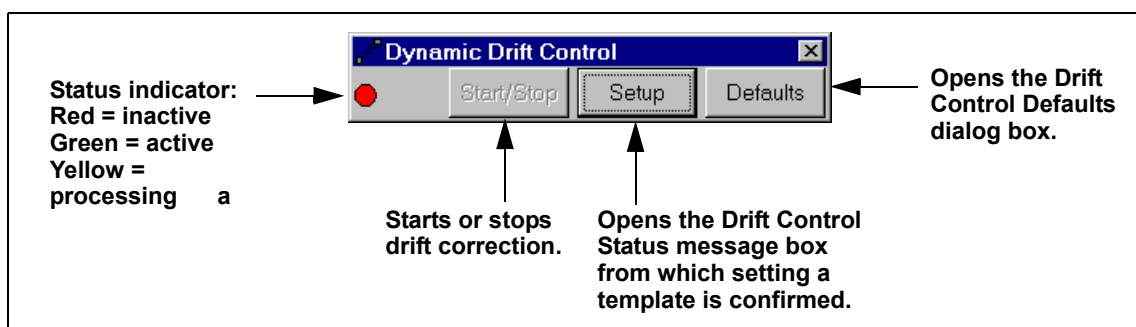 Dynamic Drift Control
Start/Stop Setup Defaults
Status indicator:
Red = inactive
Green = active
Yellow =
processing a
Opens the Drift
Control Defaults
dialog box.
Starts or stops
drift correction.
Opens the Drift Control
Status message box
from which setting a
template is confirmed.